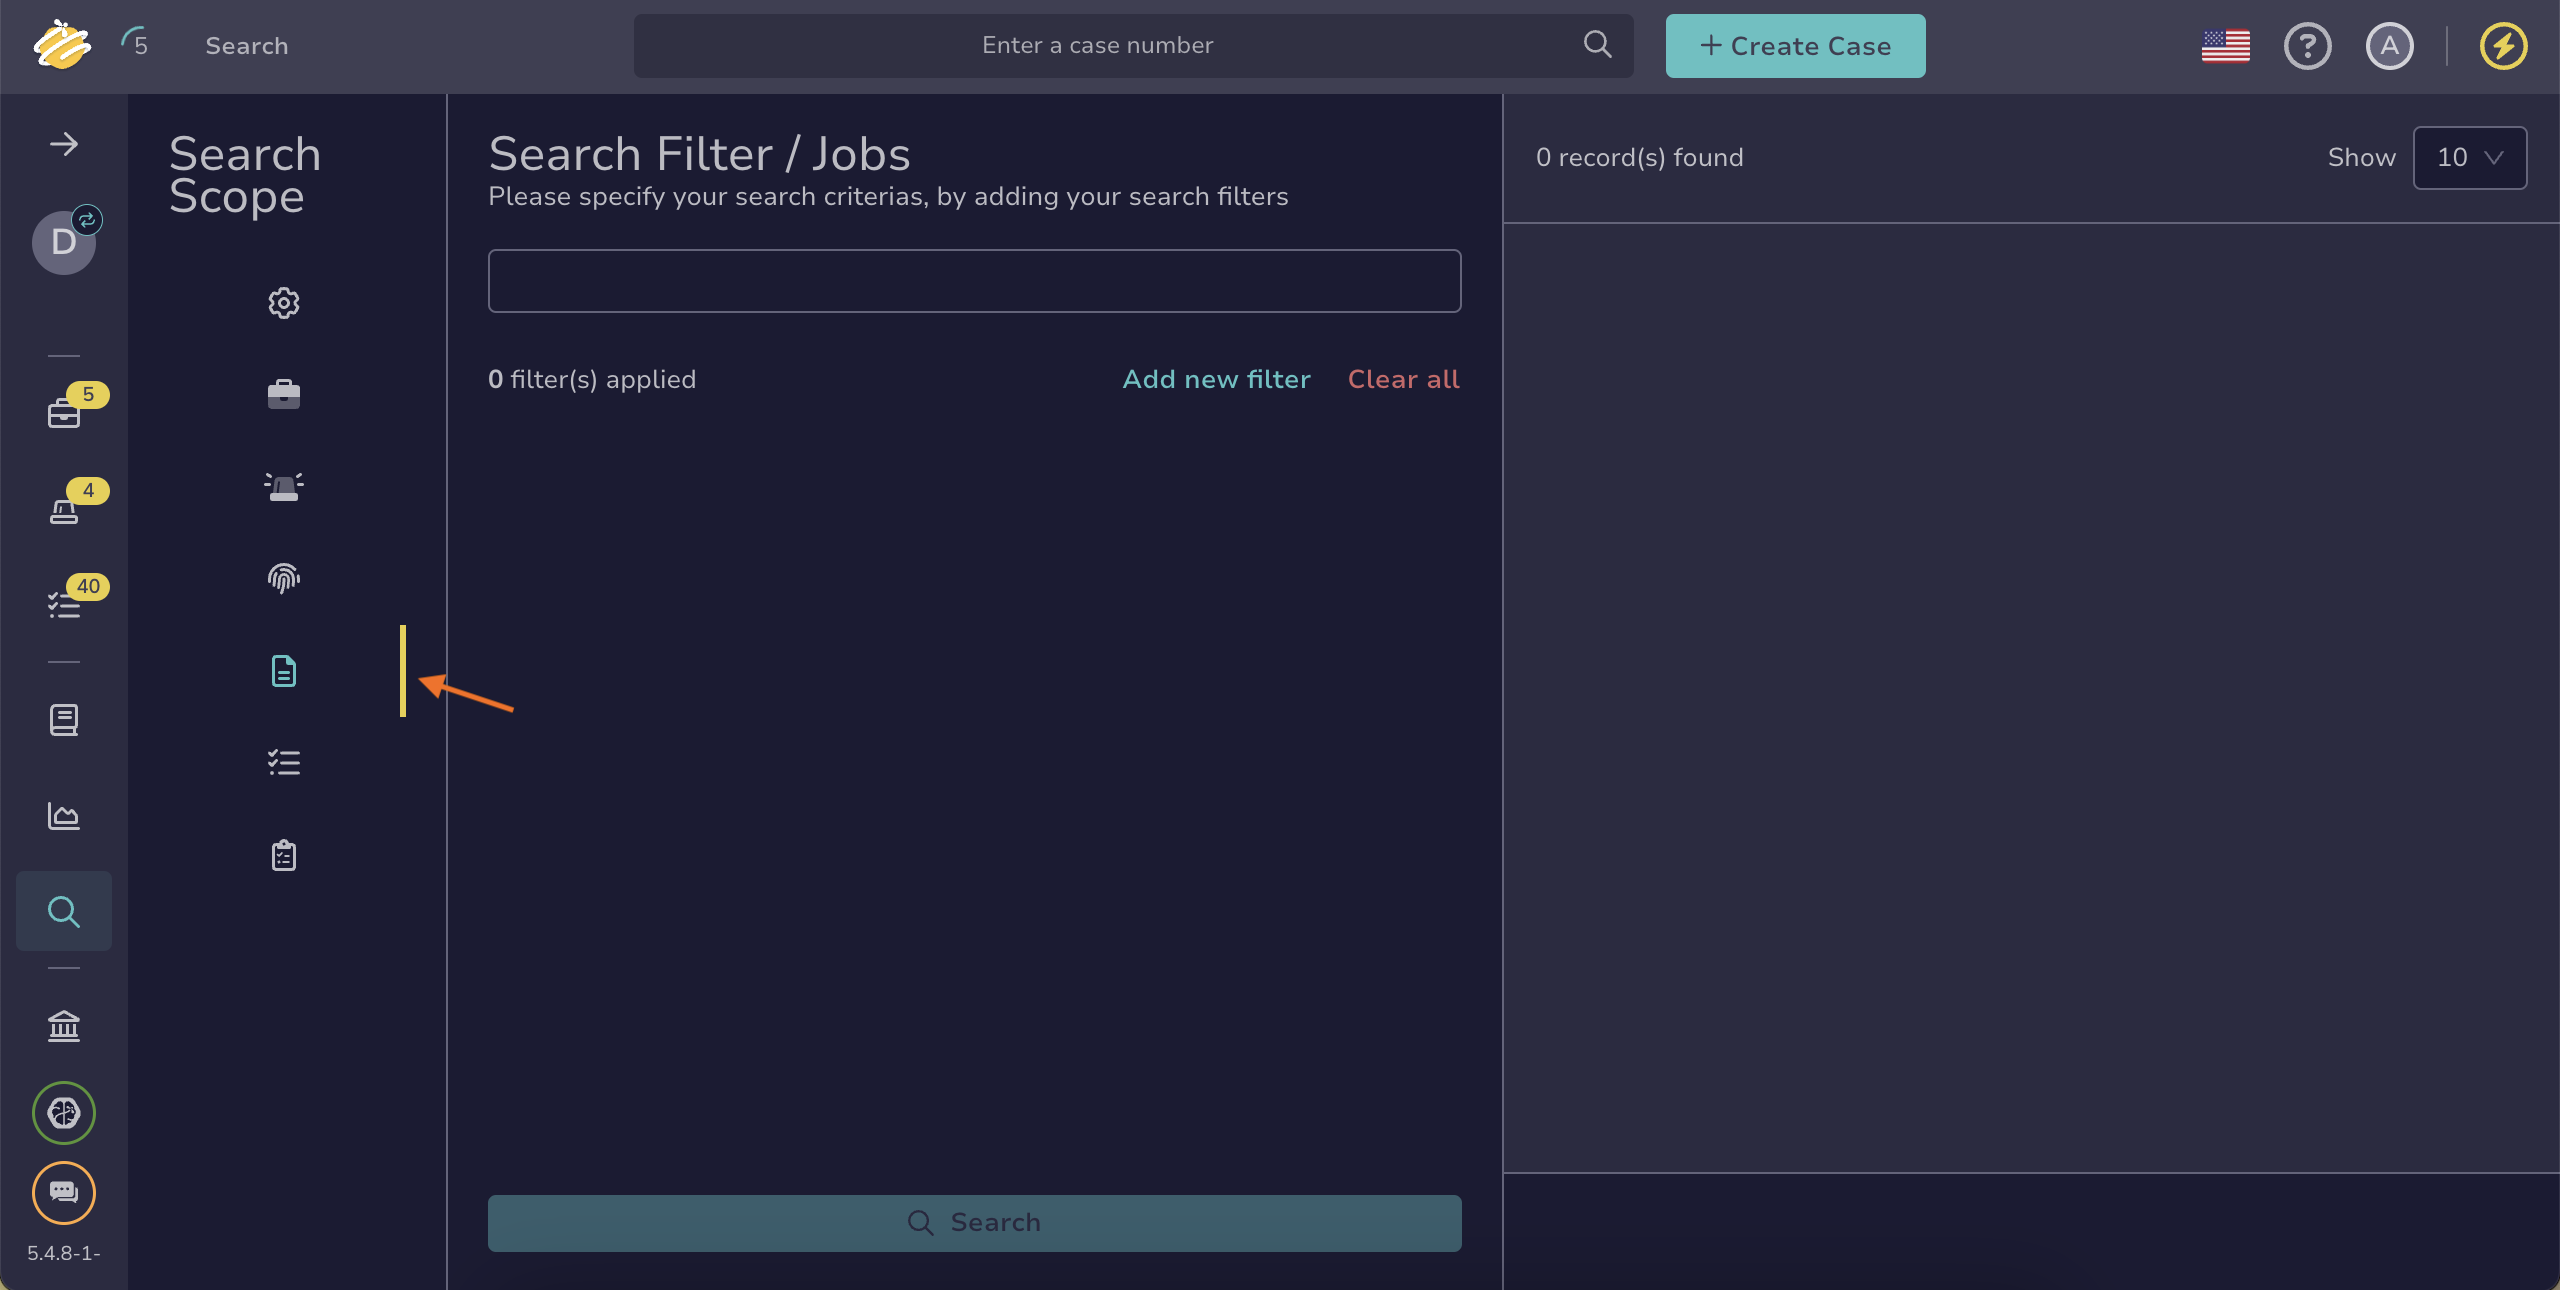 5
Search
Enter a case number
+ Create Case
A
Search
Scope
Search Filter / Jobs
Please specify your search criterias, by adding your search filters
0 filter(s) applied
Add new filter
Clear all
Search
0 record(s) found
Show
10
D
5
4
40
5.4.8-1-